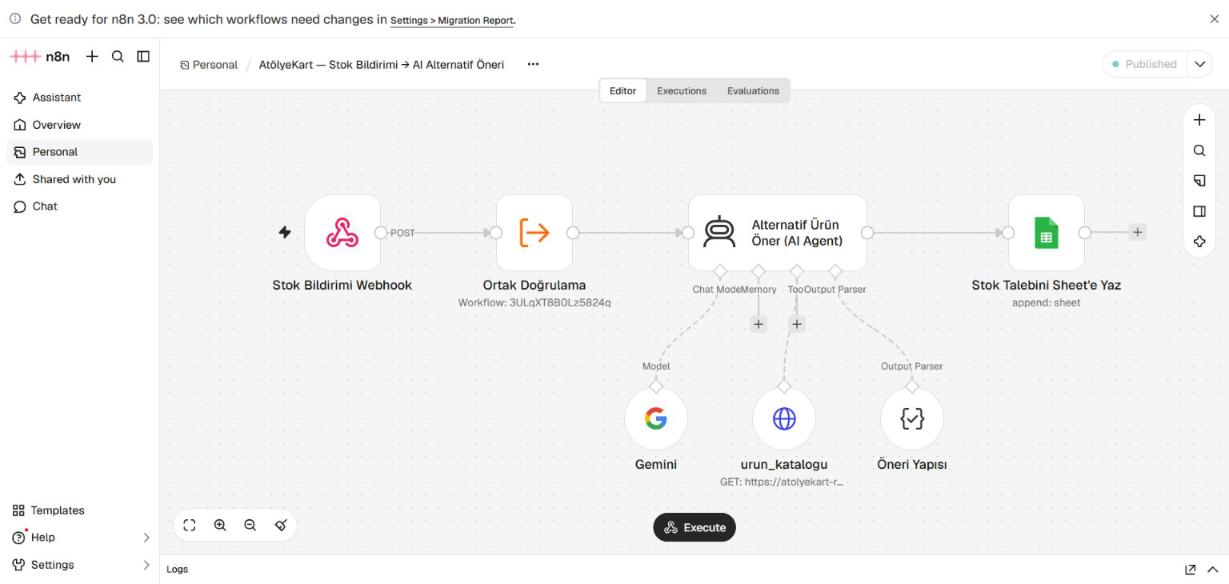 Get ready for n8n 3.0: see which workflows need changes in Settings > Migration Report.
n8n
Personal / AtölyeKart — Stok Bildirimi → AI Alternatif Öneri ...
Published
Editor Executions Evaluations
Assistant
Overview
Personal
Shared with you
Chat
POST
Stok Bildirimi Webhook
Ortak Doğrulama
Workflow: 3ULqXT8B0Lz5824q
Alternatif Ürün
Öner (AI Agent)
Chat Model Memory Tool Output Parser
Stok Talebini Sheet'e Yaz
append: sheet
Model
Output Parser
Gemini
urun_katalogu
GET: https://atolyekart-r...
Öneri Yapısı
Execute
Templates
Help
Settings
Logs